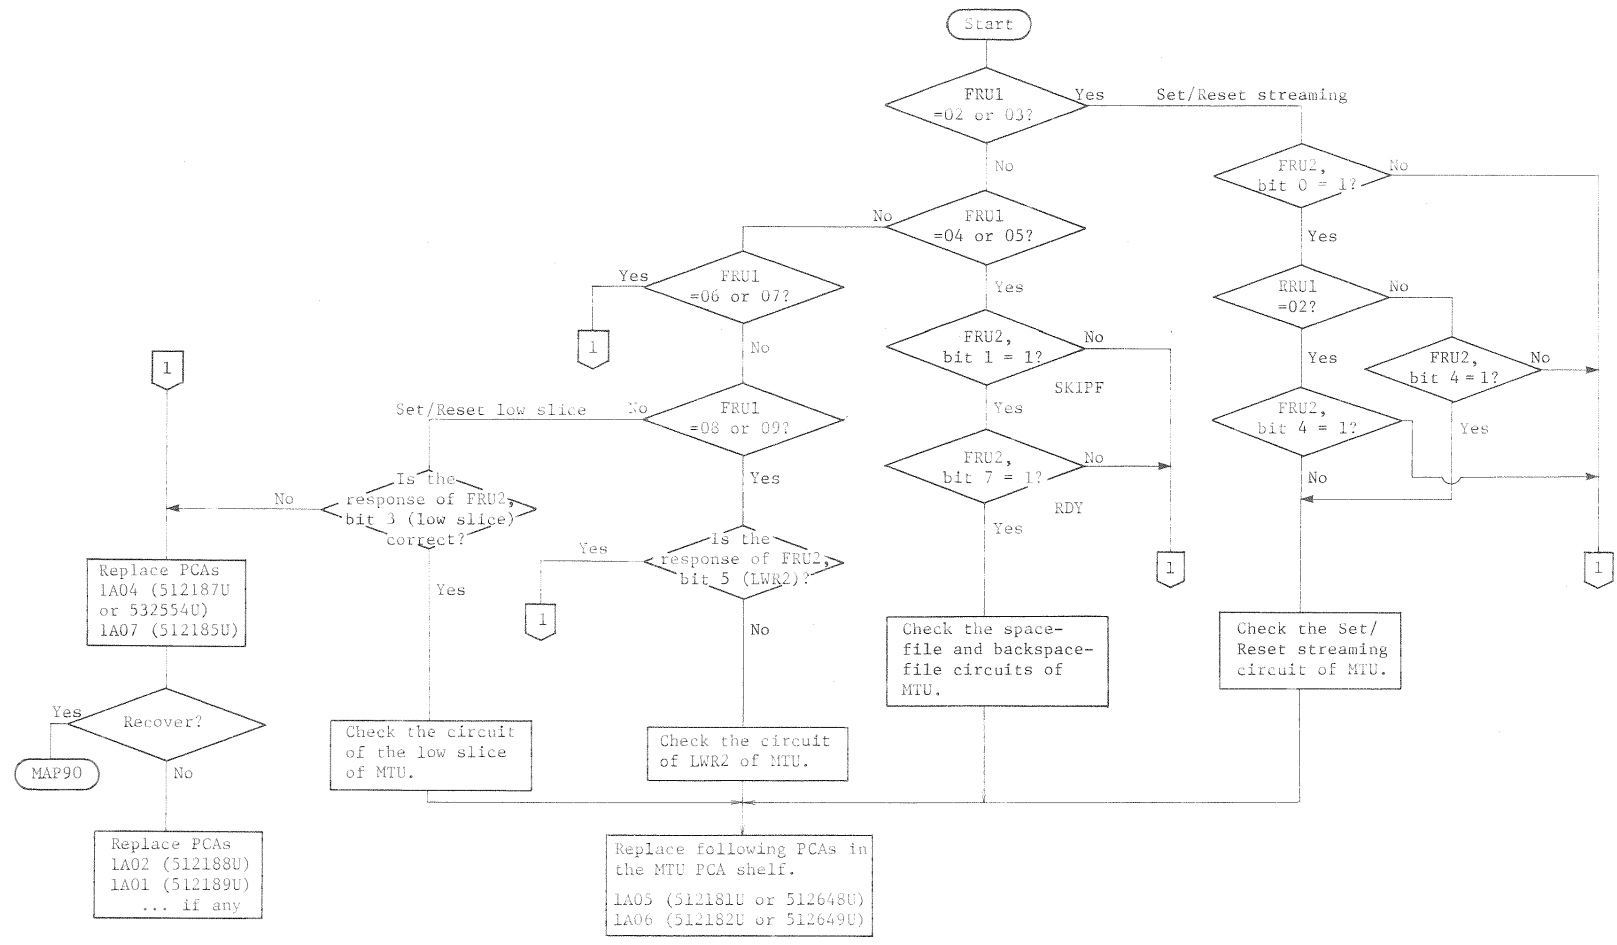 Start
FRU1
=02 or 03?
Yes
Set/Reset streaming
No
FRU2,
bit 0 = 1?
No
Yes
FRU1
=04 or 05?
No
Yes
FRU1
=06 or 07?
Yes
1
No
RRU1
=02?
No
Yes
FRU2,
bit 4 = 1?
No
Yes
FRU2,
bit 4 = 1?
No
FRU2,
bit 1 = 1?
No
SKIPF
Yes
FRU2,
bit 7 = 1?
No
RDY
Yes
1
1
FRU1
=08 or 09?
No
Set/Reset low slice
Yes
1
Is the
response of FRU2,
bit 3 (low slice)
correct?
No
Yes
Is the
response of FRU2,
bit 5 (LWR2)?
Yes
1
No
Replace PCAs
1A04 (512187U
or 532554U)
1A07 (512185U)
Recover?
Yes
MAP90
No
Replace PCAs
1A02 (512188U)
1A01 (512189U)
... if any
Check the circuit
of the low slice
of MTU.
Check the circuit
of LWR2 of MTU.
Check the space-
file and backspace-
file circuits of
MTU.
Check the Set/
Reset streaming
circuit of MTU.
Replace following PCAs in
the MTU PCA shelf.
1A05 (512181U or 512648U)
1A06 (512182U or 512649U)